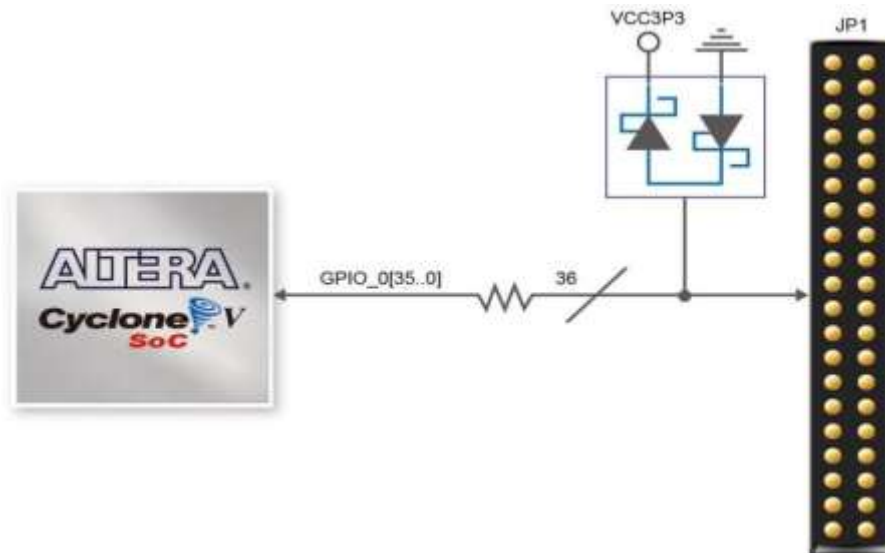 VCC3P3
JP1
ALTERA®
Cyclone V
SoC
GPIO_0[35..0]
36